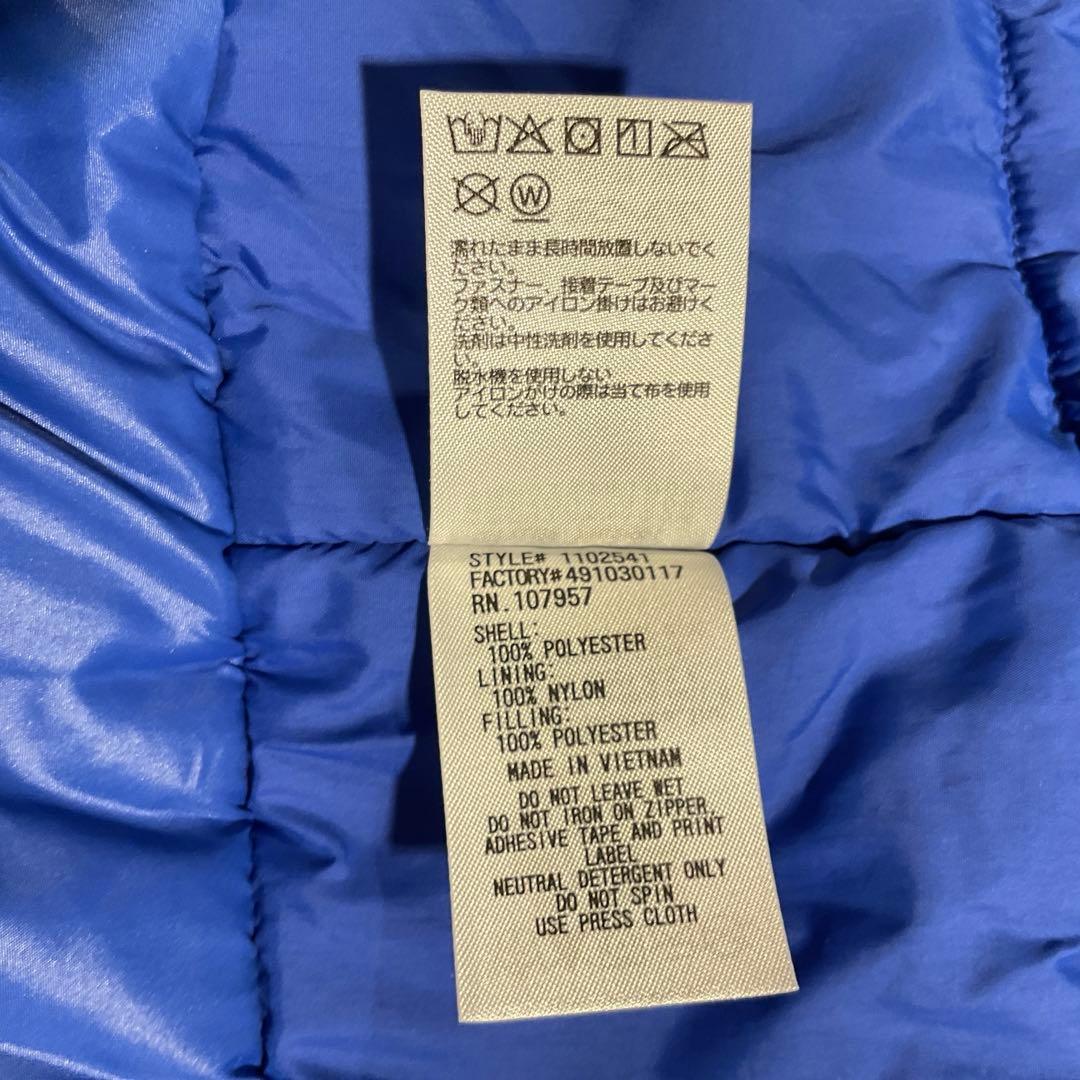 W
濡れたまま長時間放置しないでく
ださい。
ファスナー、接着テープ及びマー
ク類へのアイロン掛けはお避けく
ださい。
洗剤は中性洗剤を使用してくださ
い。
脱水機を使用しない
アイロンがけの際は当て布を使用
してください。
STYLE# 1102541
FACTORY#491030117
RN.107957
SHELL:
100% POLYESTER
LINING:
100% NYLON
FILLING:
100% POLYESTER
MADE IN VIETNAM
DO NOT LEAVE WET
DO NOT IRON ON ZIPPER,
ADHESIVE TAPE AND PRINT
LABEL
NEUTRAL DETERGENT ONLY
DO NOT SPIN
USE PRESS CLOTH